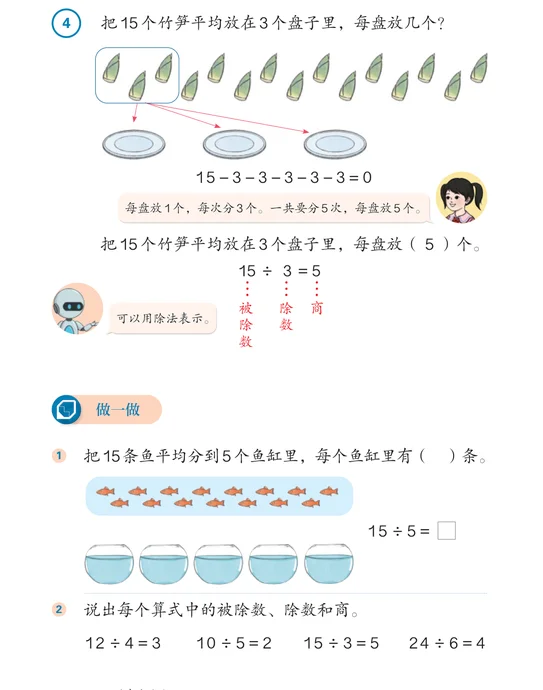 4 把15个竹笋平均放在3个盘子里，每盘放几个？
15－3－3－3－3－3＝0
每盘放1个，每次分3个。一共要分5次，每盘放5个。
把15个竹笋平均放在3个盘子里，每盘放（ 5 ）个。
15 ÷ 3 ＝5
可以用除法表示。
被除数 除数 商
做一做
1 把15条鱼平均分到5个鱼缸里，每个鱼缸里有（ ）条。
15÷5＝□
2 说出每个算式中的被除数、除数和商。
12÷4＝3 10÷5＝2 15÷3＝5 24÷6＝4